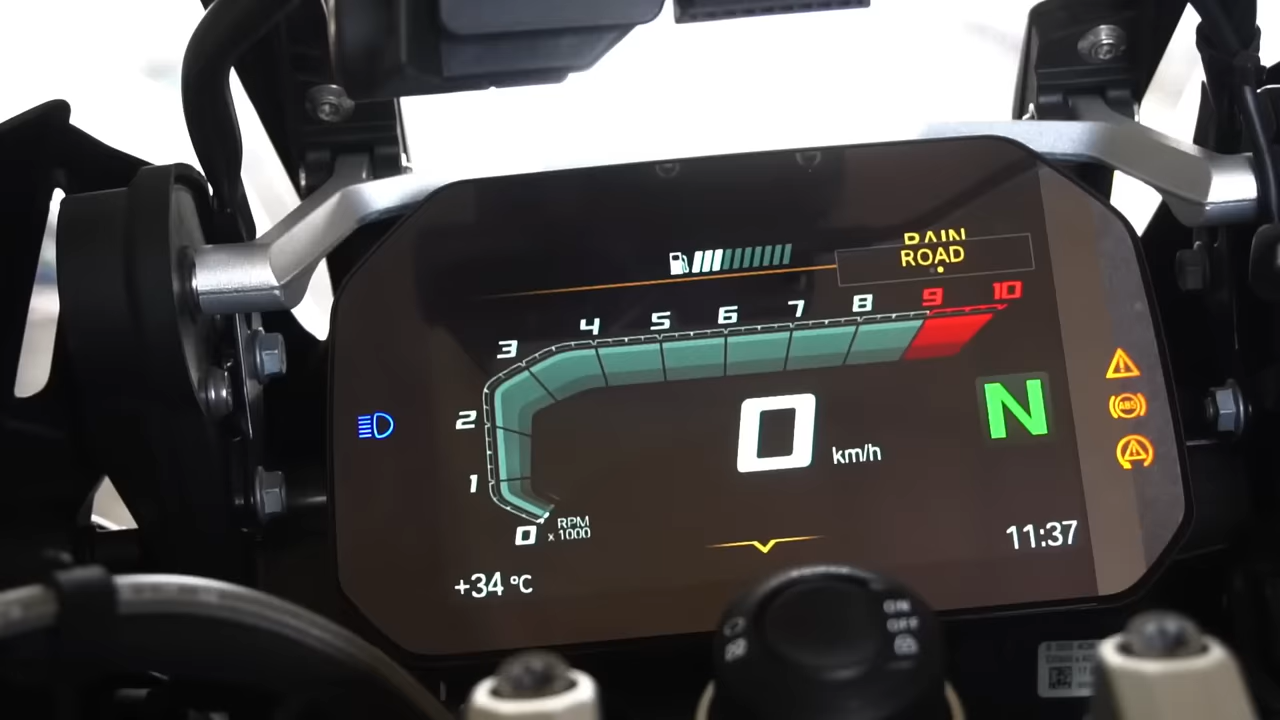 RAIN
ROAD
4 5 6 7 8 9 10
3
2
1
0
RPM
x 1000
0 km/h
N
ABS
+34 °C
11:37
ON
OFF